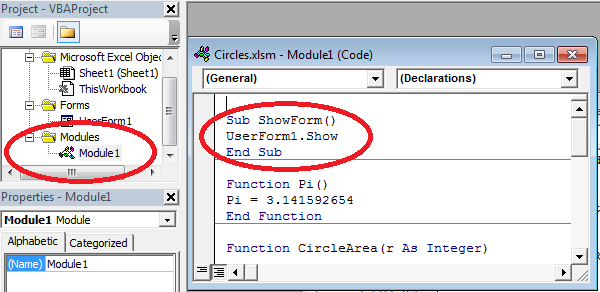 Project - VBAProject
Microsoft Excel Objec
Sheet1 (Sheet1)
ThisWorkbook
Forms
UserForm1
Modules
Module1
Properties - Module1
Module1 Module
Alphabetic Categorized
(Name) Module1
Circles.xlsm - Module1 (Code)
(General) (Declarations)
Sub ShowForm()
UserForm1.Show
End Sub
Function Pi()
Pi = 3.141592654
End Function
Function CircleArea(r As Integer)